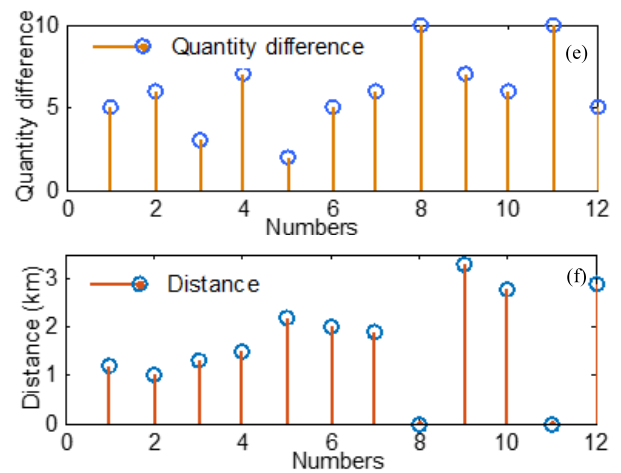 10
5
0
Quantity difference
Quantity difference
(e)
0 2 4 6 8 10 12
Numbers
3
2
1
0
Distance (km)
Distance
(f)
0 2 4 6 8 10 12
Numbers